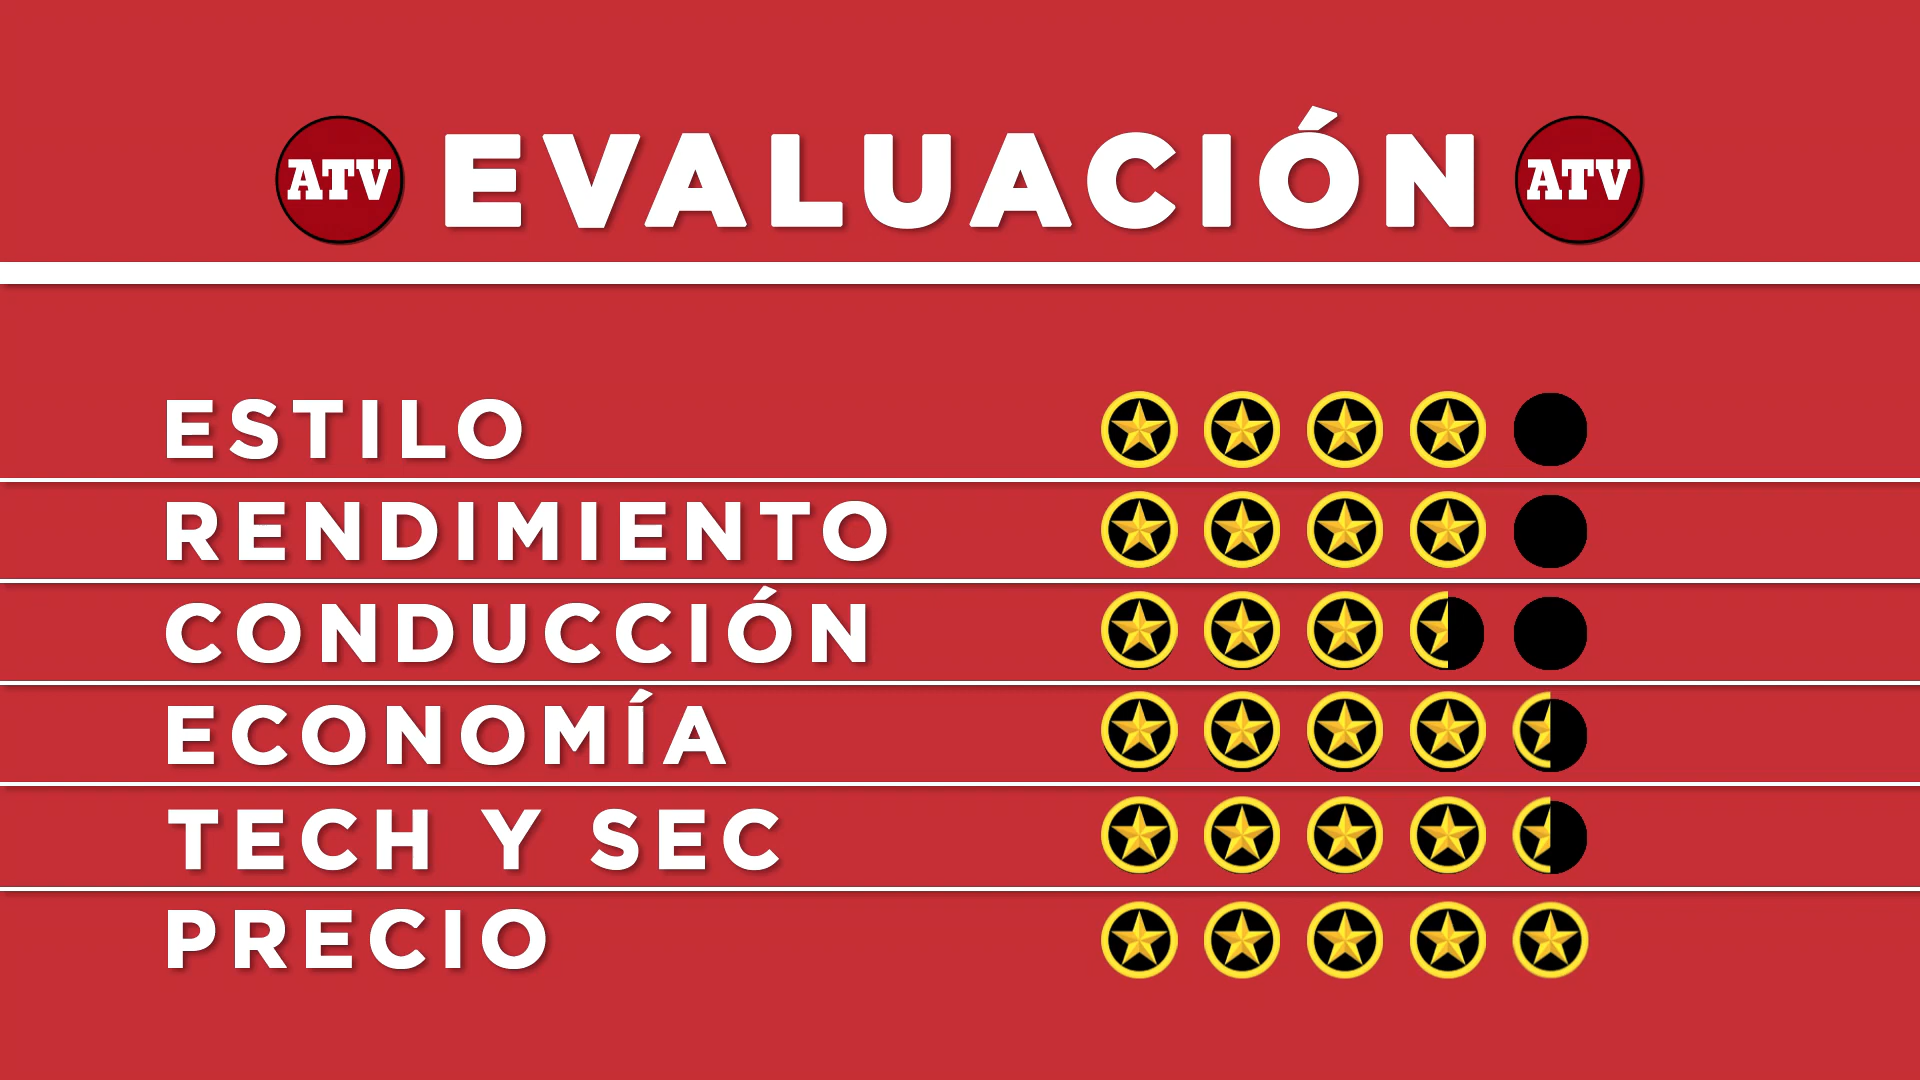 ATV EVALUACIÓN ATV
ESTILO
RENDIMIENTO
CONDUCCIÓN
ECONOMÍA
TECH Y SEC
PRECIO